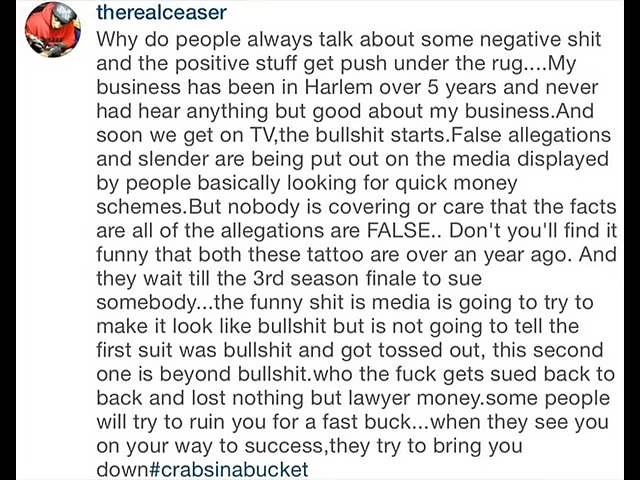 therealceaser
Why do people always talk about some negative shit
and the positive stuff get push under the rug....My
business has been in Harlem over 5 years and never
had hear anything but good about my business.And
soon we get on TV,the bullshit starts.False allegations
and slender are being put out on the media displayed
by people basically looking for quick money
schemes.But nobody is covering or care that the facts
are all of the allegations are FALSE.. Don't you'll find it
funny that both these tattoo are over an year ago. And
they wait till the 3rd season finale to sue
somebody...the funny shit is media is going to try to
make it look like bullshit but is not going to tell the
first suit was bullshit and got tossed out, this second
one is beyond bullshit.who the fuck gets sued back to
back and lost nothing but lawyer money.some people
will try to ruin you for a fast buck...when they see you
on your way to success,they try to bring you
down#crabsinabucket